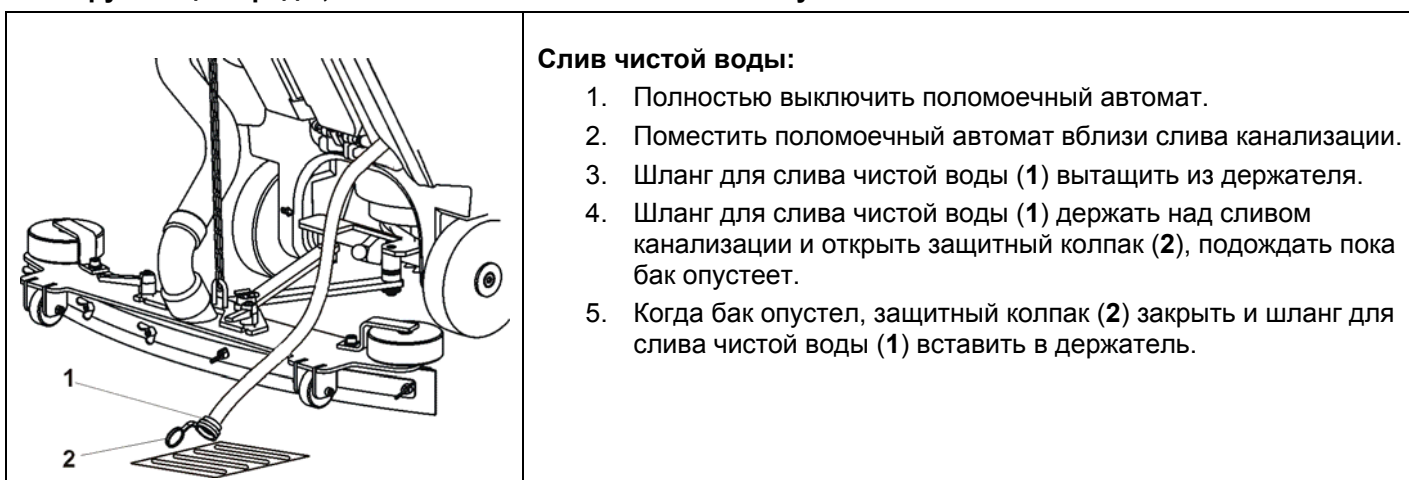 Слив чистой воды:
1. Полностью выключить поломоечный автомат.
2. Поместить поломоечный автомат вблизи слива канализации.
3. Шланг для слива чистой воды (1) вытащить из держателя.
4. Шланг для слива чистой воды (1) держать над сливом
канализации и открыть защитный колпак (2), подождать пока
бак опустеет.
5. Когда бак опустел, защитный колпак (2) закрыть и шланг для
слива чистой воды (1) вставить в держатель.
1
2